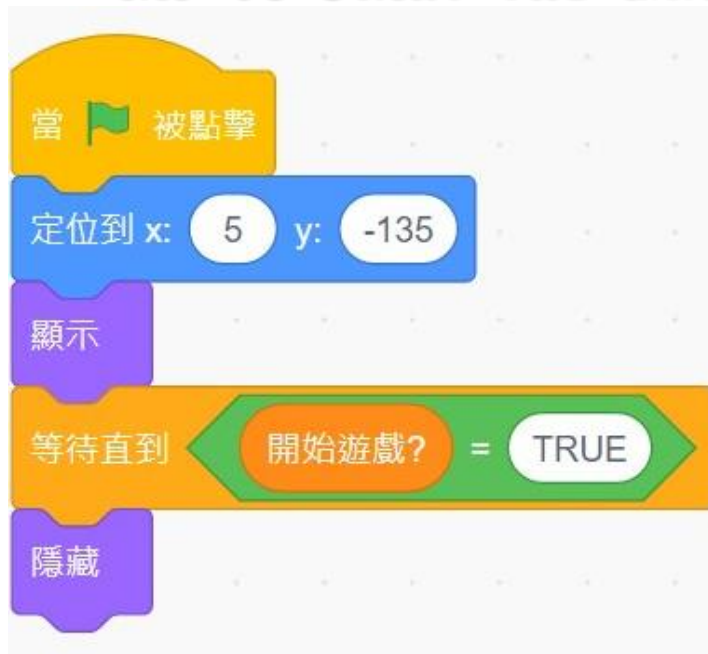 當 被點擊
定位到 x: 5 y: -135
顯示
等待直到 開始遊戲? = TRUE
隱藏